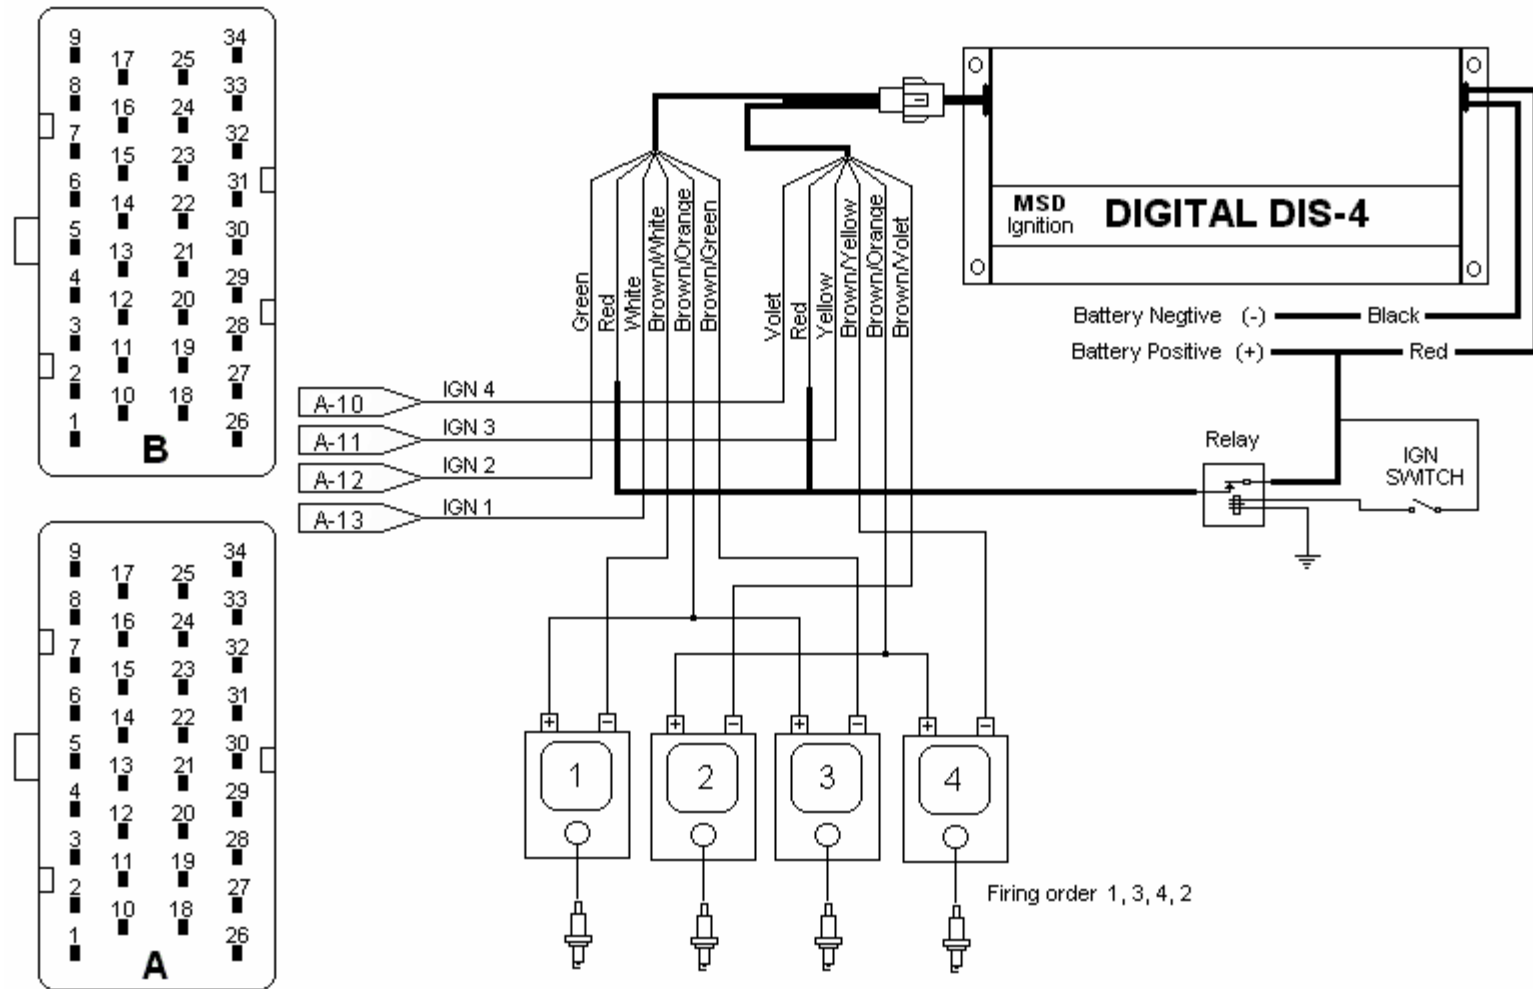 9
34
17
25
8
33
16
24
7
32
15
23
6
31
14
22
5
30
13
21
4
29
12
20
3
28
11
19
2
27
10
18
1
26
B
9
34
17
25
8
33
16
24
7
32
15
23
6
31
14
22
5
30
13
21
4
29
12
20
3
28
11
19
2
27
10
18
1
26
A
A-10
IGN 4
A-11
IGN 3
A-12
IGN 2
A-13
IGN 1
Green
Red
White
Brown/White
Brown/Orange
Brown/Green
Volet
Red
Yellow
Brown/Yellow
Brown/Orange
Brown/Volet
MSD
Ignition
DIGITAL DIS-4
Battery Negtive (-)
Black
Battery Positive (+)
Red
Relay
IGN
SWITCH
+ −
+ −
+ −
+ −
1
2
3
4
Firing order 1, 3, 4, 2